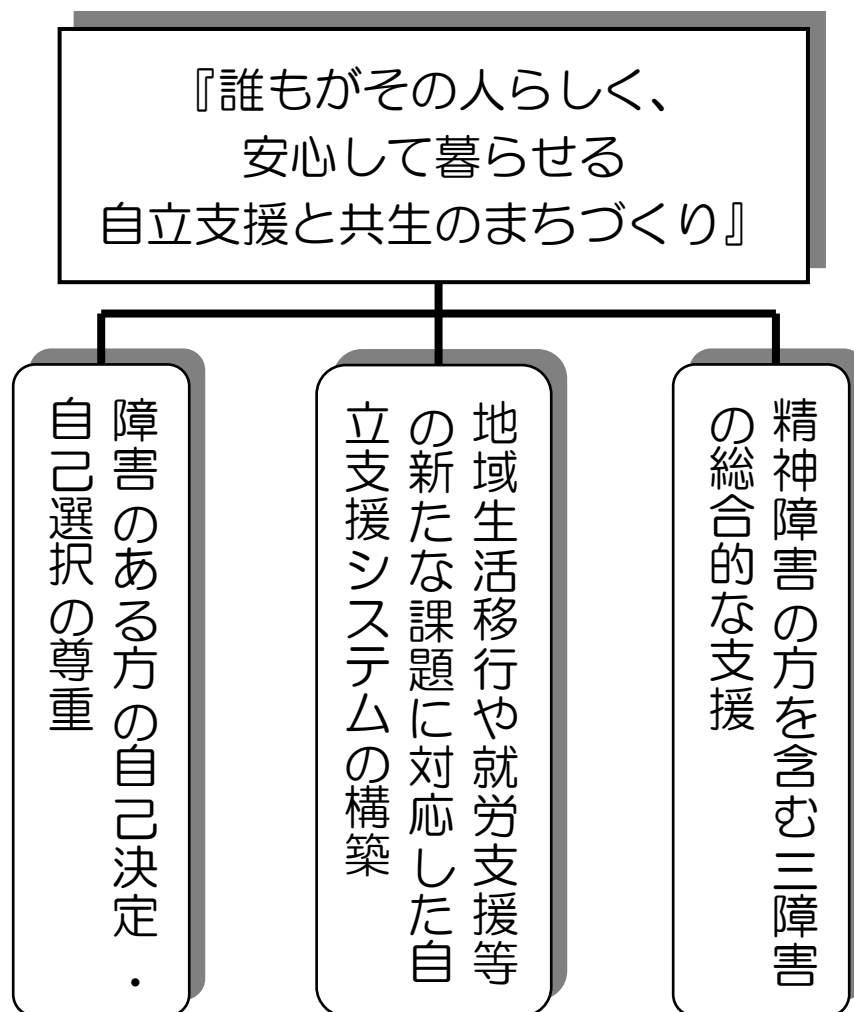 『誰もがその人らしく、
安心して暮らせる
自立支援と共生のまちづくり』
障害のある方の自己決定・
自己選択の尊重
地域生活移行や就労支援等
の新たな課題に対応した自
立支援システムの構築
精神障害の方を含む三障害
の総合的な支援